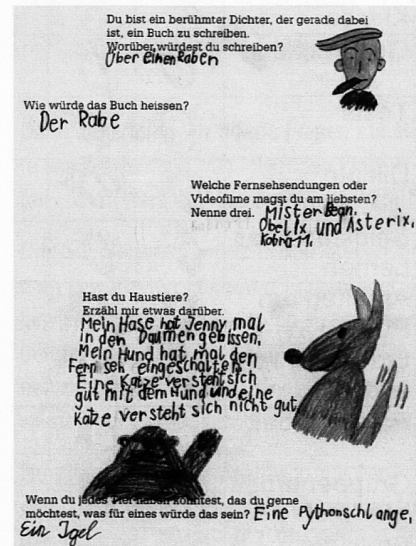 Du bist ein berühmter Dichter, der gerade dabei
ist, ein Buch zu schreiben.
Worüber würdest du schreiben?
Über einen Raben
Wie würde das Buch heissen?
Der Rabe
Welche Fernsehsendungen oder
Videofilme magst du am liebsten?
Nenne drei. Mister Bean.
Obelix und Asterix.
Kobra 11.
Hast du Haustiere?
Erzähl mir etwas darüber.
Mein Hase hat Jenny mal
in den Daumen gebissen.
Mein Hund hat mal den
Fern seh eingeschalten
Eine Katze versteht sich
gut mit dem Hund und eine
Katze versteht sich nicht gut
Wenn du jedes Tier haben könntest, das du gerne
möchtest, was für eines würde das sein? Eine Pythonschlange,
Ein Igel